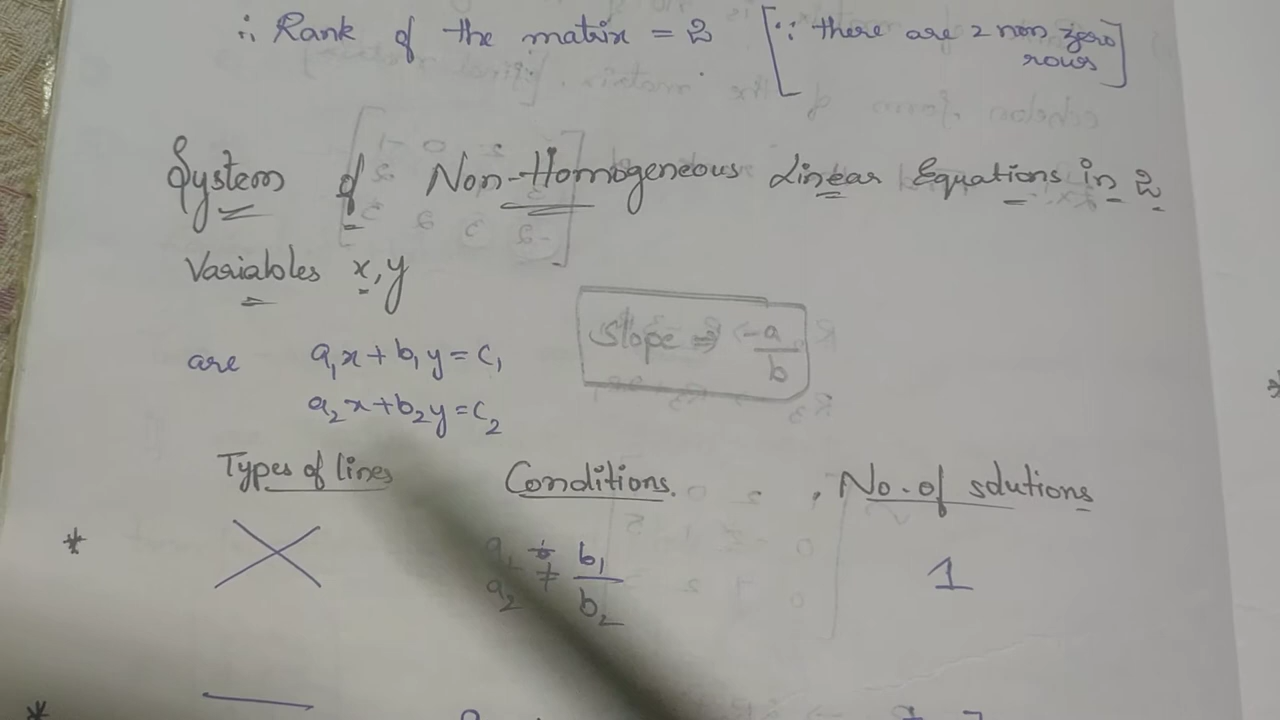 ∴ Rank of the matrix = 2 [∵ there are 2 non zero rows]
System of Non-Homogeneous Linear Equations in 2
Variables x, y
Slope ⇒ -a/b
are a₁x + b₁y = c₁
a₂x + b₂y = c₂
Types of lines Conditions. No. of solutions
* a₁/a₂ ≠ b₁/b₂ 1
*